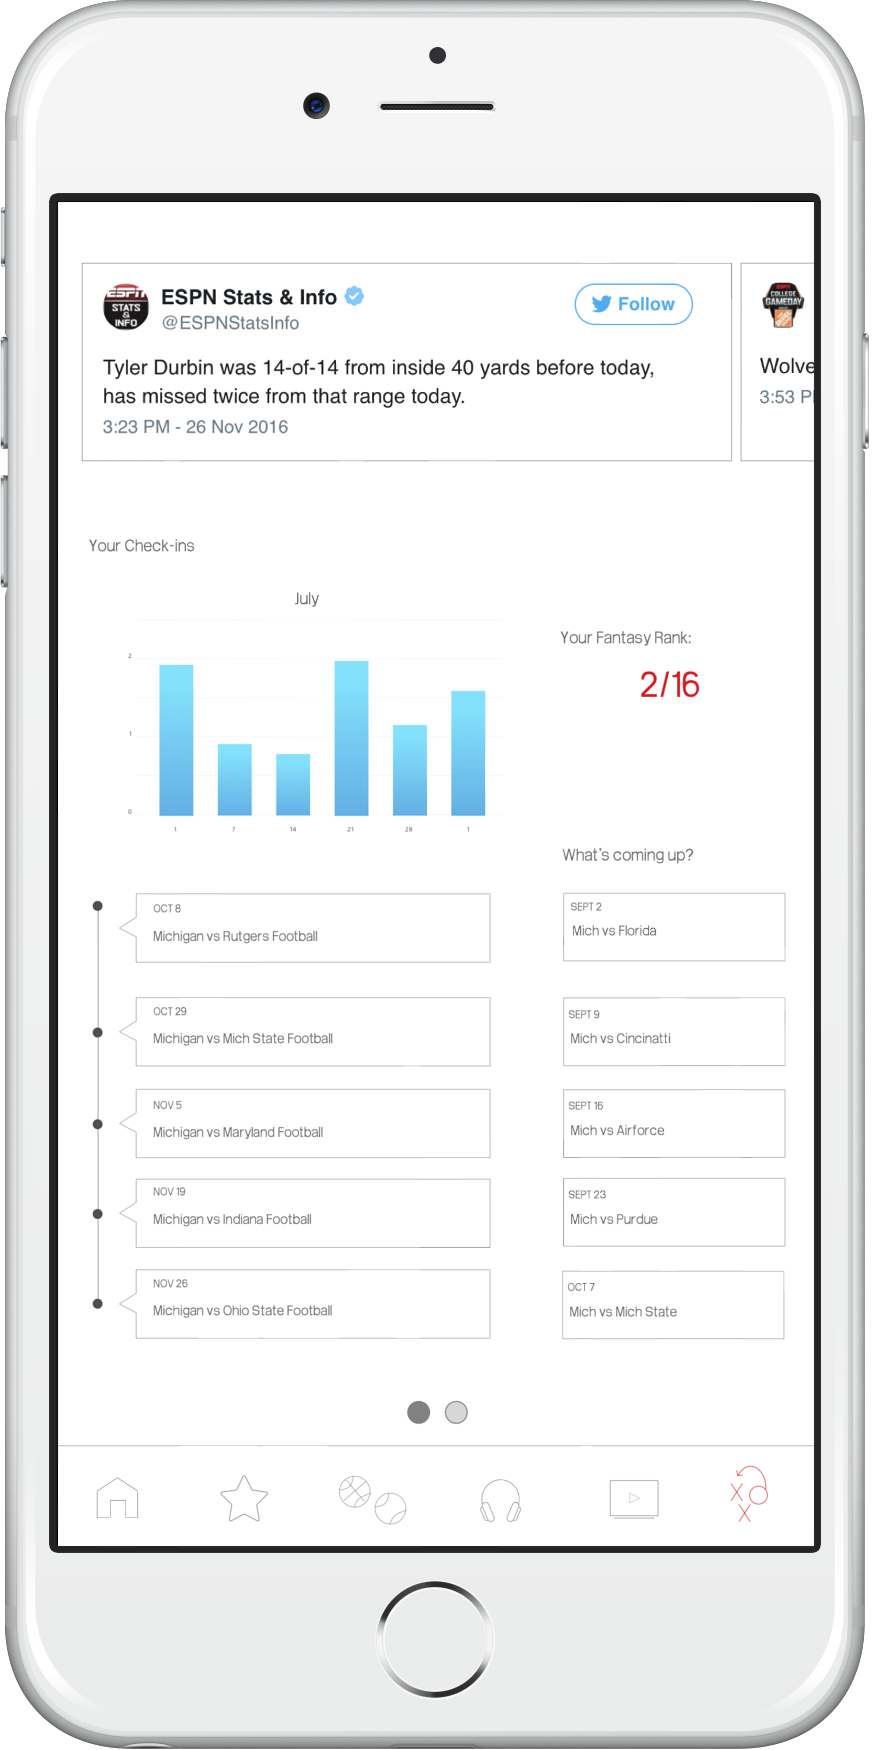 ESPN
STATS
&
INFO
ESPN Stats & Info
@ESPNStatsInfo
Follow
Tyler Durbin was 14-of-14 from inside 40 yards before today,
has missed twice from that range today.
3:23 PM - 26 Nov 2016
ESPN
COLLEGE
GAMEDAY
Wolve
3:53 P
Your Check-ins
July
2
1
0
1
7
14
21
28
1
Your Fantasy Rank:
2/16
What's coming up?
OCT 8
Michigan vs Rutgers Football
OCT 29
Michigan vs Mich State Football
NOV 5
Michigan vs Maryland Football
NOV 19
Michigan vs Indiana Football
NOV 26
Michigan vs Ohio State Football
SEPT 2
Mich vs Florida
SEPT 9
Mich vs Cincinatti
SEPT 16
Mich vs Airforce
SEPT 23
Mich vs Purdue
OCT 7
Mich vs Mich State